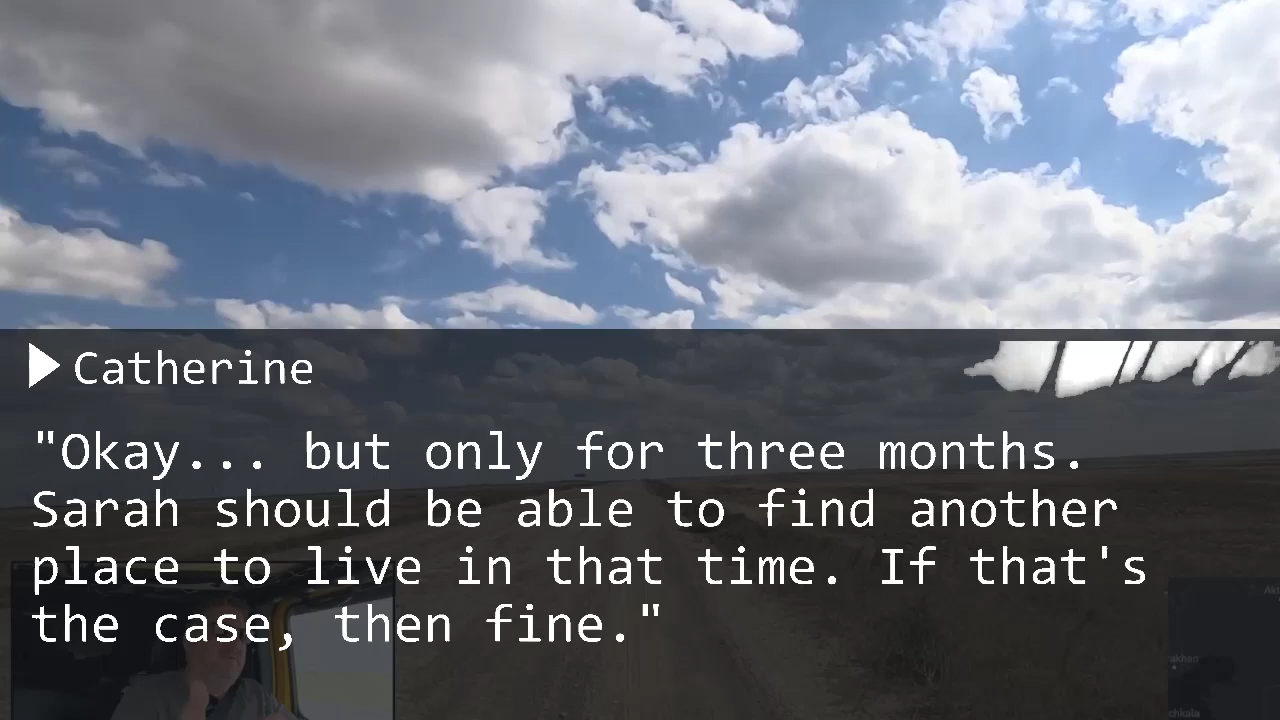 Catherine
"Okay... but only for three months.
Sarah should be able to find another
place to live in that time. If that's
the case, then fine."